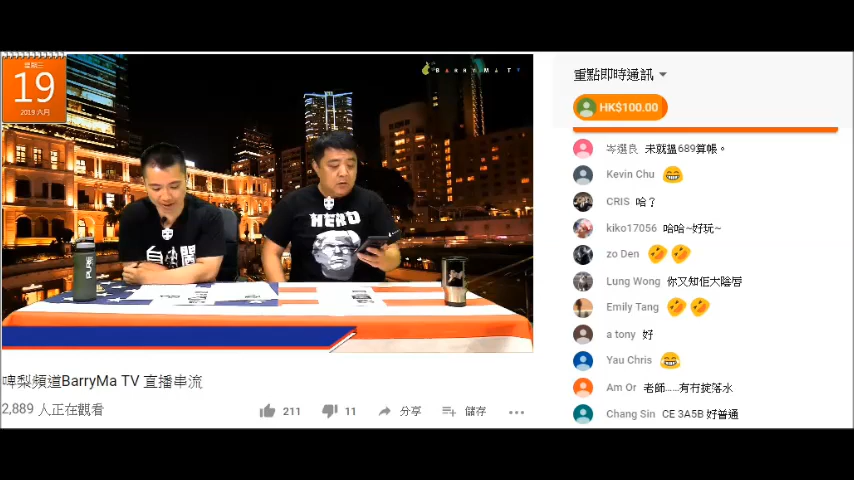 星期三
19
2019 六月
BARRYMA TV
HERO
PURE
啤梨頻道BarryMa TV 直播串流
2,889 人正在觀看
211
11
分享
儲存
重點即時通訊
HK$100.00
岑選良 未就搵689算帳。
Kevin Chu
CRIS 哈？
kiko17056 哈哈~好玩~
zo Den
Lung Wong 你又知佢大陰唇
Emily Tang
a tony 好
Yau Chris
Am Or 老師......有冇掟落水
Chang Sin CE 3A5B 好普通